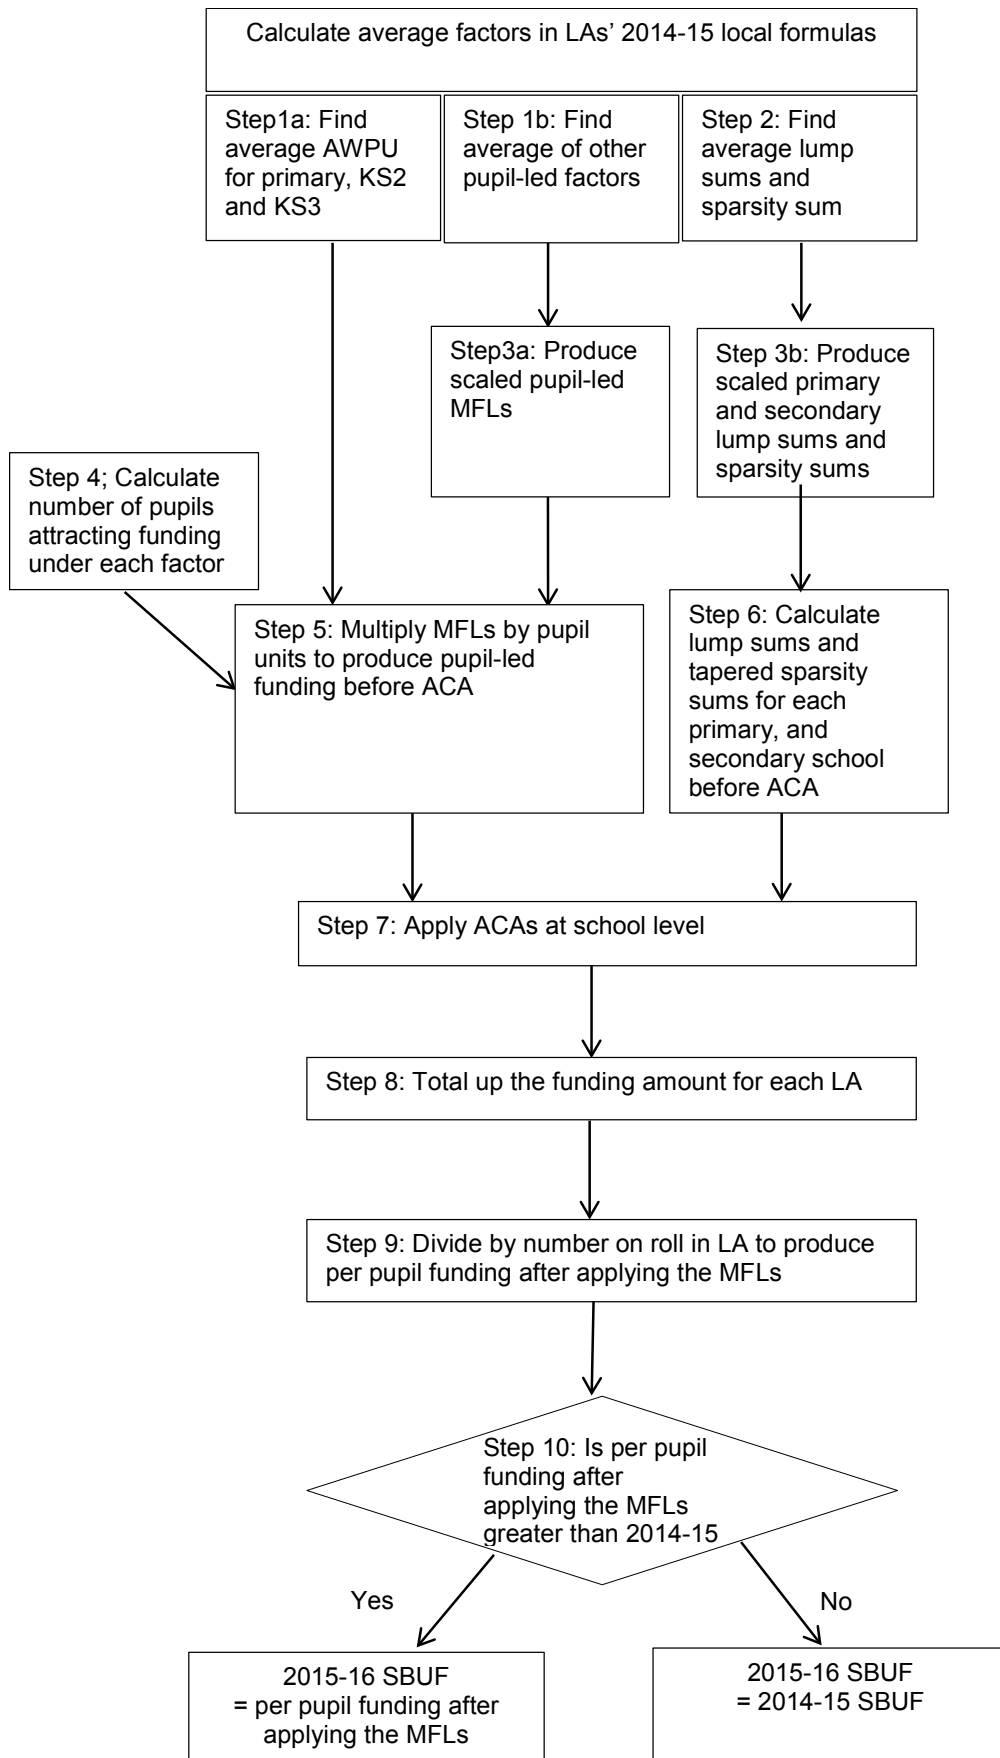 Calculate average factors in LAs' 2014-15 local formulas
Step1a: Find
average AWPU
for primary, KS2
and KS3
Step 1b: Find
average of other
pupil-led factors
Step 2: Find
average lump
sums and
sparsity sum
Step3a: Produce
scaled pupil-led
MFLs
Step 3b: Produce
scaled primary
and secondary
lump sums and
sparsity sums
Step 4; Calculate
number of pupils
attracting funding
under each factor
Step 5: Multiply MFLs by pupil
units to produce pupil-led
funding before ACA
Step 6: Calculate
lump sums and
tapered sparsity
sums for each
primary, and
secondary school
before ACA
Step 7: Apply ACAs at school level
Step 8: Total up the funding amount for each LA
Step 9: Divide by number on roll in LA to produce
per pupil funding after applying the MFLs
Step 10: Is per pupil
funding after
applying the MFLs
greater than 2014-15
Yes
No
2015-16 SBUF
= per pupil funding after
applying the MFLs
2015-16 SBUF
= 2014-15 SBUF